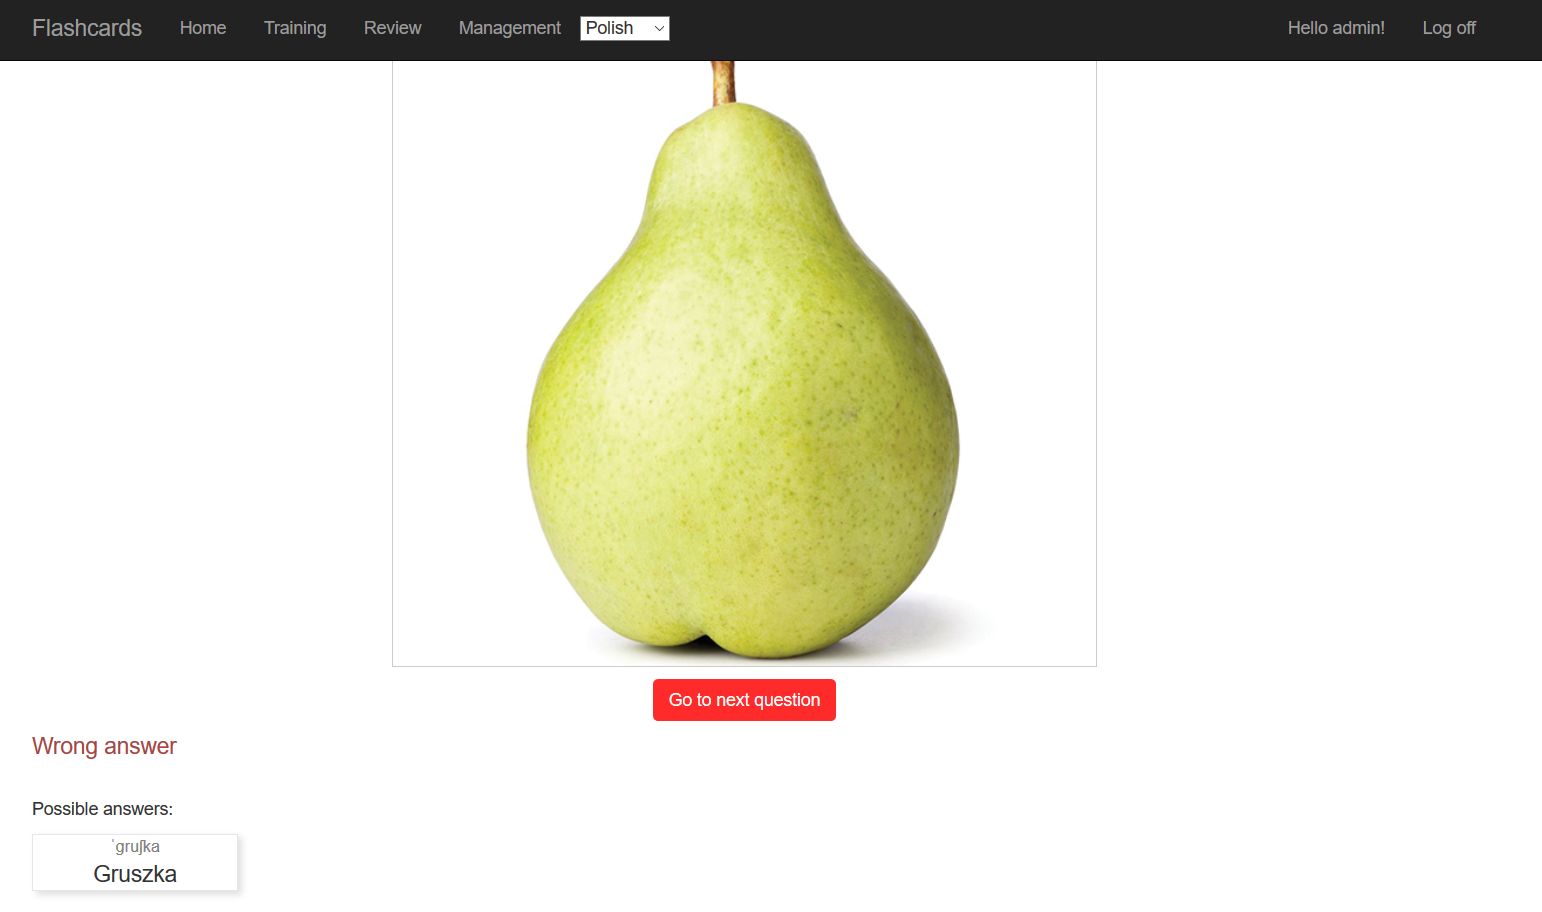 Flashcards Home Training Review Management Polish Hello admin! Log off
Go to next question
Wrong answer
Possible answers:
ˈgruʃka
Gruszka